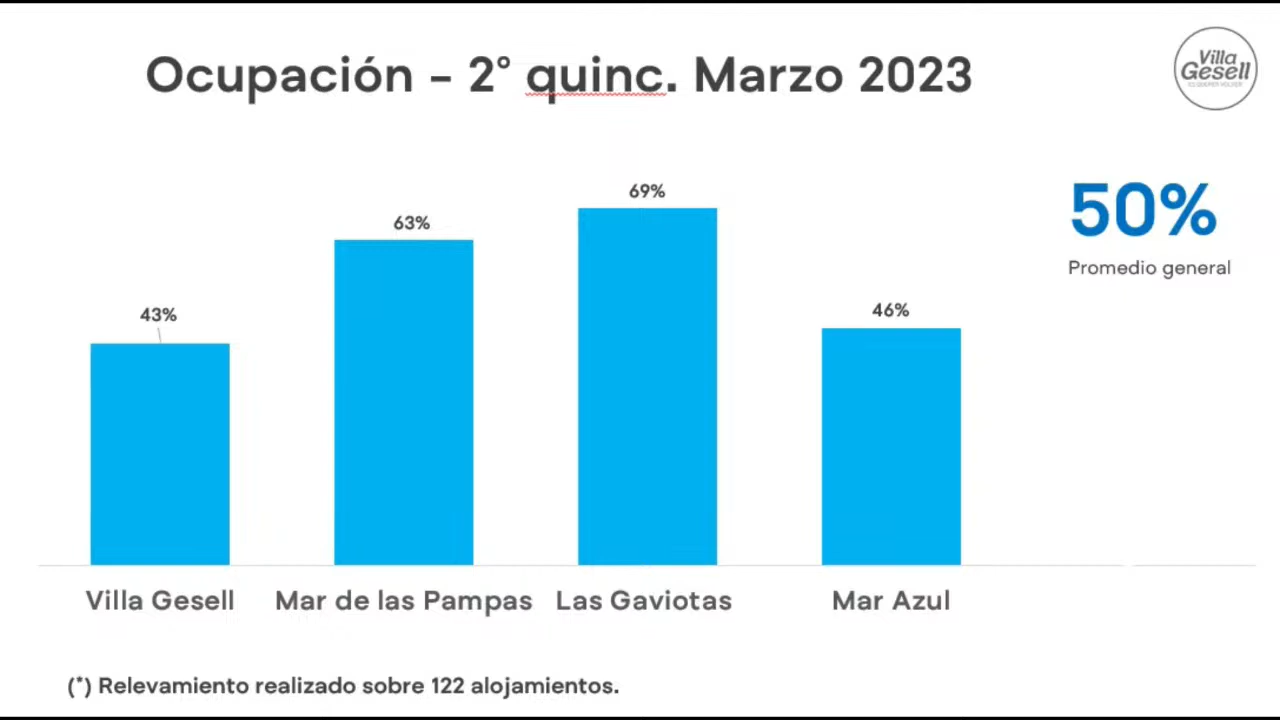 Ocupación - 2° quinc. Marzo 2023
Villa
Gesell
50%
Promedio general
43%
63%
69%
46%
Villa Gesell
Mar de las Pampas
Las Gaviotas
Mar Azul
(*) Relevamiento realizado sobre 122 alojamientos.